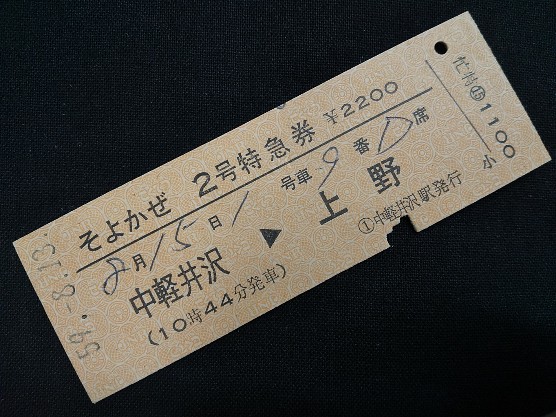 59.-8.13.
そよかぜ 2号特急券 ¥2200
8月15日 1号車 9番D席
中軽井沢 ▶ 上野
(10時44分発車)
①中軽井沢駅発行
1100
小